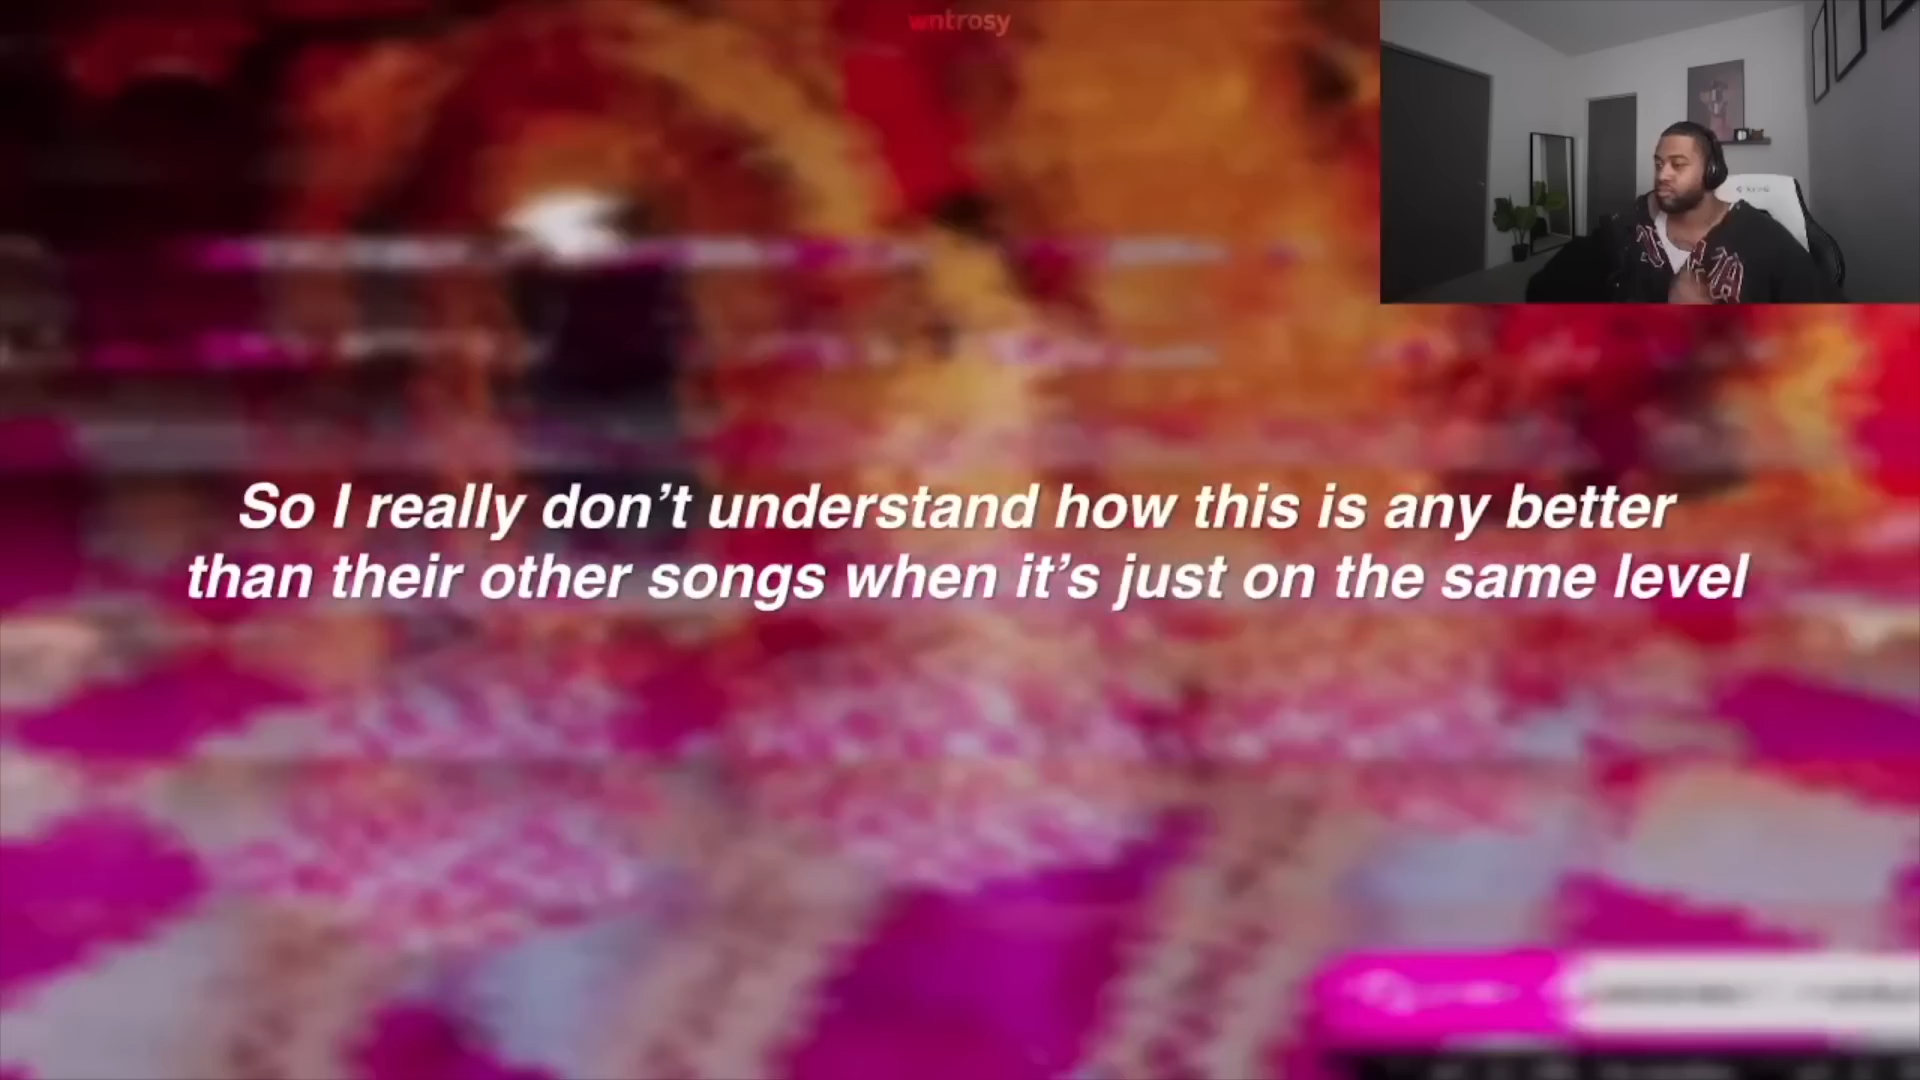 wntrosy
So I really don’t understand how this is any better
than their other songs when it’s just on the same level